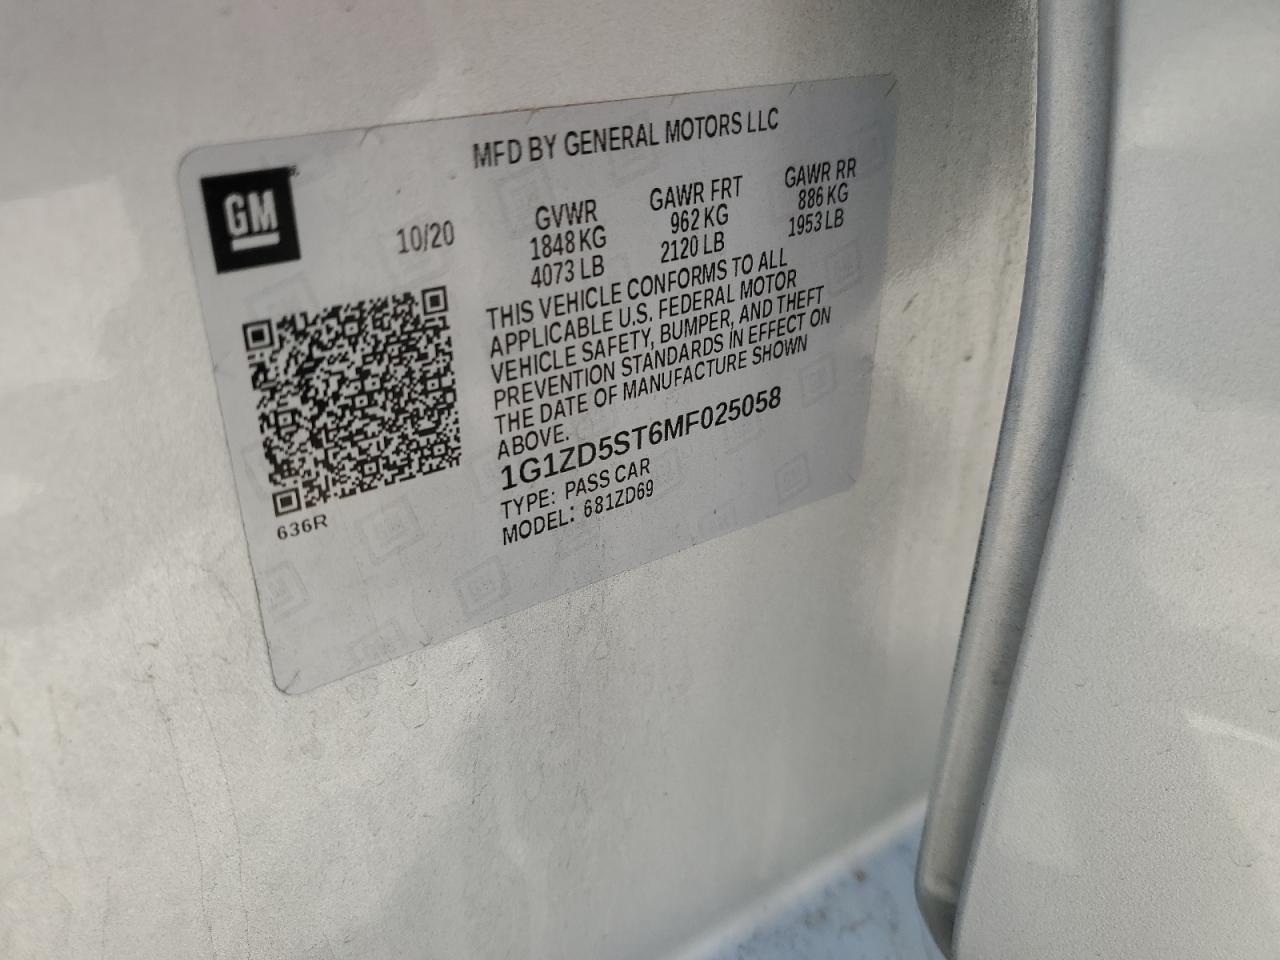 MFD BY GENERAL MOTORS LLC
GM
10/20
GVWR
1848 KG
4073 LB
GAWR FRT
962 KG
2120 LB
GAWR RR
886 KG
1953 LB
THIS VEHICLE CONFORMS TO ALL
APPLICABLE U.S. FEDERAL MOTOR
VEHICLE SAFETY, BUMPER, AND THEFT
PREVENTION STANDARDS IN EFFECT ON
THE DATE OF MANUFACTURE SHOWN
ABOVE.
1G1ZD5ST6MF025058
TYPE: PASS CAR
MODEL: 681ZD69
636R